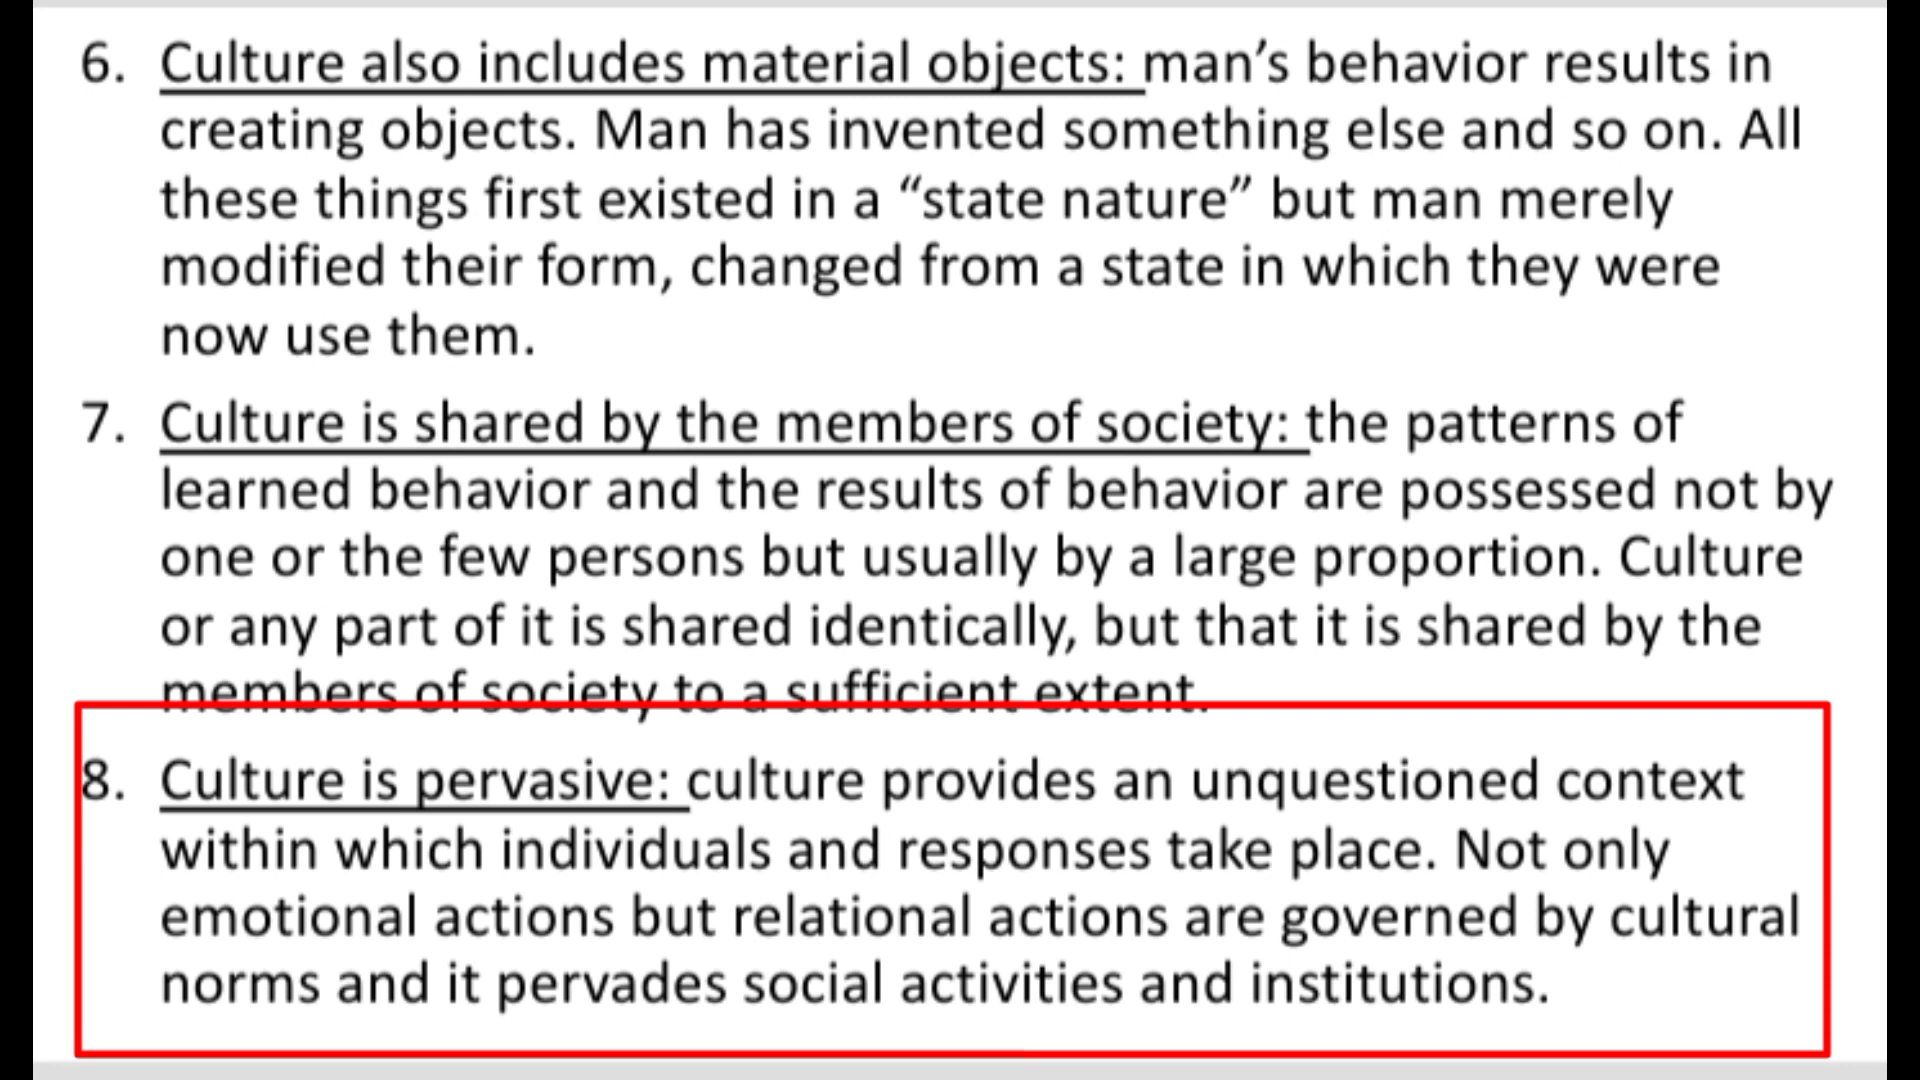 6. Culture also includes material objects: man’s behavior results in
creating objects. Man has invented something else and so on. All
these things first existed in a “state nature” but man merely
modified their form, changed from a state in which they were
now use them.
7. Culture is shared by the members of society: the patterns of
learned behavior and the results of behavior are possessed not by
one or the few persons but usually by a large proportion. Culture
or any part of it is shared identically, but that it is shared by the
members of society to a sufficient extent.
8. Culture is pervasive: culture provides an unquestioned context
within which individuals and responses take place. Not only
emotional actions but relational actions are governed by cultural
norms and it pervades social activities and institutions.